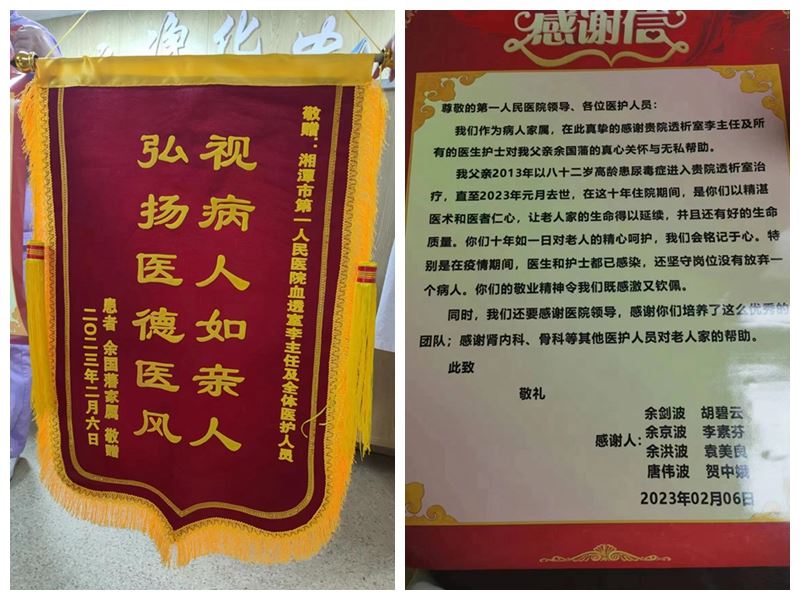 净化中
敬赠：湘潭市第一人民医院血透室李主任及全体医护人员
视病人如亲人
弘扬医德医风
患者 余国藩家属 敬赠
二〇二三年二月六日
感谢信
尊敬的第一人民医院领导、各位医护人员：
我们作为病人家属，在此真挚的感谢贵院透析室李主任及所
有的医生护士对我父亲余国藩的真心关怀与无私帮助。
我父亲2013年以八十二岁高龄患尿毒症进入贵院透析室治
疗，直至2023年元月去世，在这十年住院期间，是你们以精湛
医术和医者仁心，让老人家的生命得以延续，并且还有好的生命
质量。你们十年如一日对老人的精心呵护，我们会铭记于心。特
别是在疫情期间，医生和护士都已感染，还坚守岗位没有放弃一
个病人。你们的敬业精神令我们既感激又钦佩。
同时，我们还要感谢医院领导，感谢你们培养了这么优秀的
团队；感谢肾内科、骨科等其他医护人员对老人家的帮助。
此致
敬礼
感谢人：
余剑波 胡碧云
余京波 李素芬
余洪波 袁美良
唐伟波 贺中娥
2023年02月06日